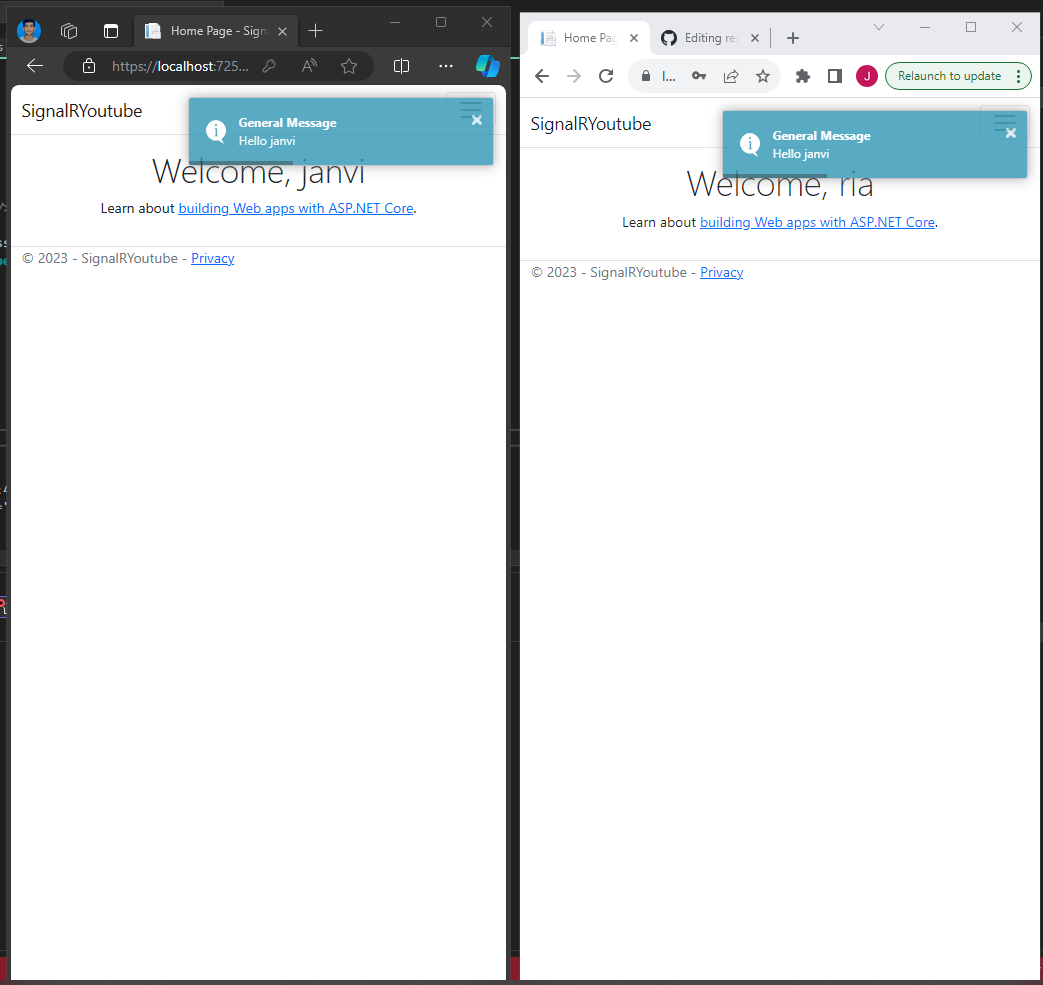 Home Page - Sign
https://localhost:725...
SignalRYoutube
General Message
Hello janvi
Welcome, janvi
Learn about building Web apps with ASP.NET Core.
© 2023 - SignalRYoutube - Privacy
Home Pag
Editing re
l...
J
Relaunch to update
SignalRYoutube
General Message
Hello janvi
Welcome, ria
Learn about building Web apps with ASP.NET Core.
© 2023 - SignalRYoutube - Privacy